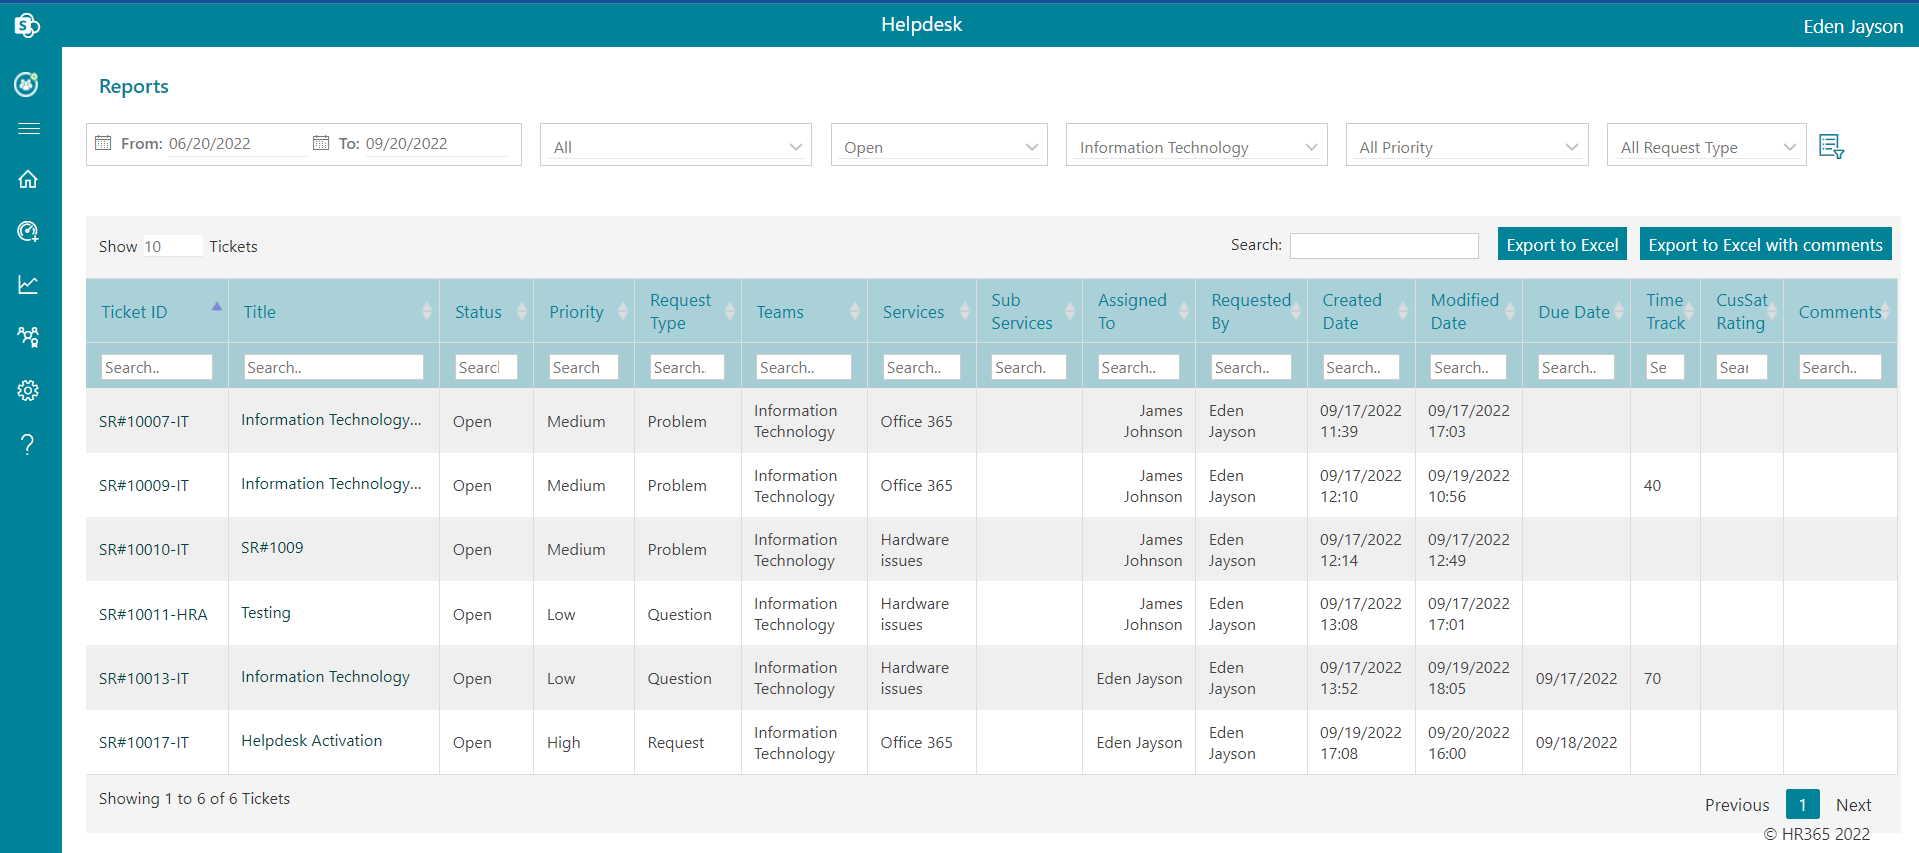 Helpdesk
Eden Jayson
Reports
From: 06/20/2022 To: 09/20/2022 All Open Information Technology All Priority All Request Type
Show 10 Tickets Search: Export to Excel Export to Excel with comments
Ticket ID Title Status Priority Request Type Teams Services Sub Services Assigned To Requested By Created Date Modified Date Due Date Time Track CusSat Rating Comments
Search.. Search.. Search Search Search.. Search.. Search.. Search. Search.. Search.. Search.. Search.. Search.. Se Sear Search..
SR#10007-IT Information Technology... Open Medium Problem Information Technology Office 365 James Johnson Eden Jayson 09/17/2022 11:39 09/17/2022 17:03
SR#10009-IT Information Technology... Open Medium Problem Information Technology Office 365 James Johnson Eden Jayson 09/17/2022 12:10 09/19/2022 10:56 40
SR#10010-IT SR#1009 Open Medium Problem Information Technology Hardware issues James Johnson Eden Jayson 09/17/2022 12:14 09/17/2022 12:49
SR#10011-HRA Testing Open Low Question Information Technology Hardware issues James Johnson Eden Jayson 09/17/2022 13:08 09/17/2022 17:01
SR#10013-IT Information Technology Open Low Question Information Technology Hardware issues Eden Jayson Eden Jayson 09/17/2022 13:52 09/19/2022 18:05 09/17/2022 70
SR#10017-IT Helpdesk Activation Open High Request Information Technology Office 365 Eden Jayson Eden Jayson 09/19/2022 17:08 09/20/2022 16:00 09/18/2022
Showing 1 to 6 of 6 Tickets
Previous 1 Next
© HR365 2022